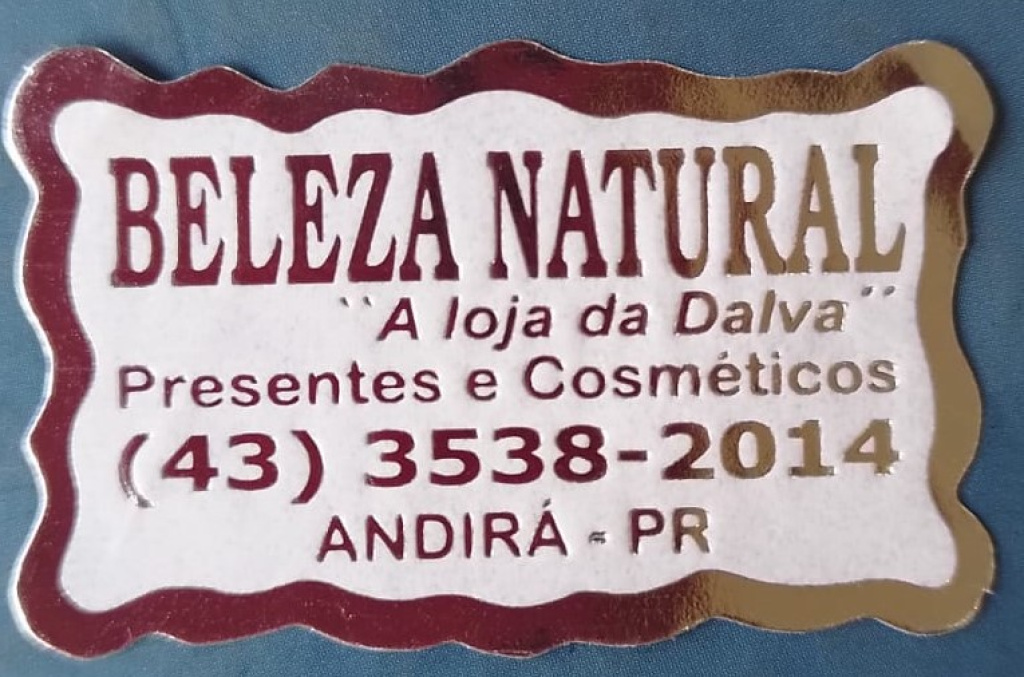 BELEZA NATURAL
"A loja da Dalva"
Presentes e Cosméticos
(43) 3538-2014
ANDIRÁ - PR